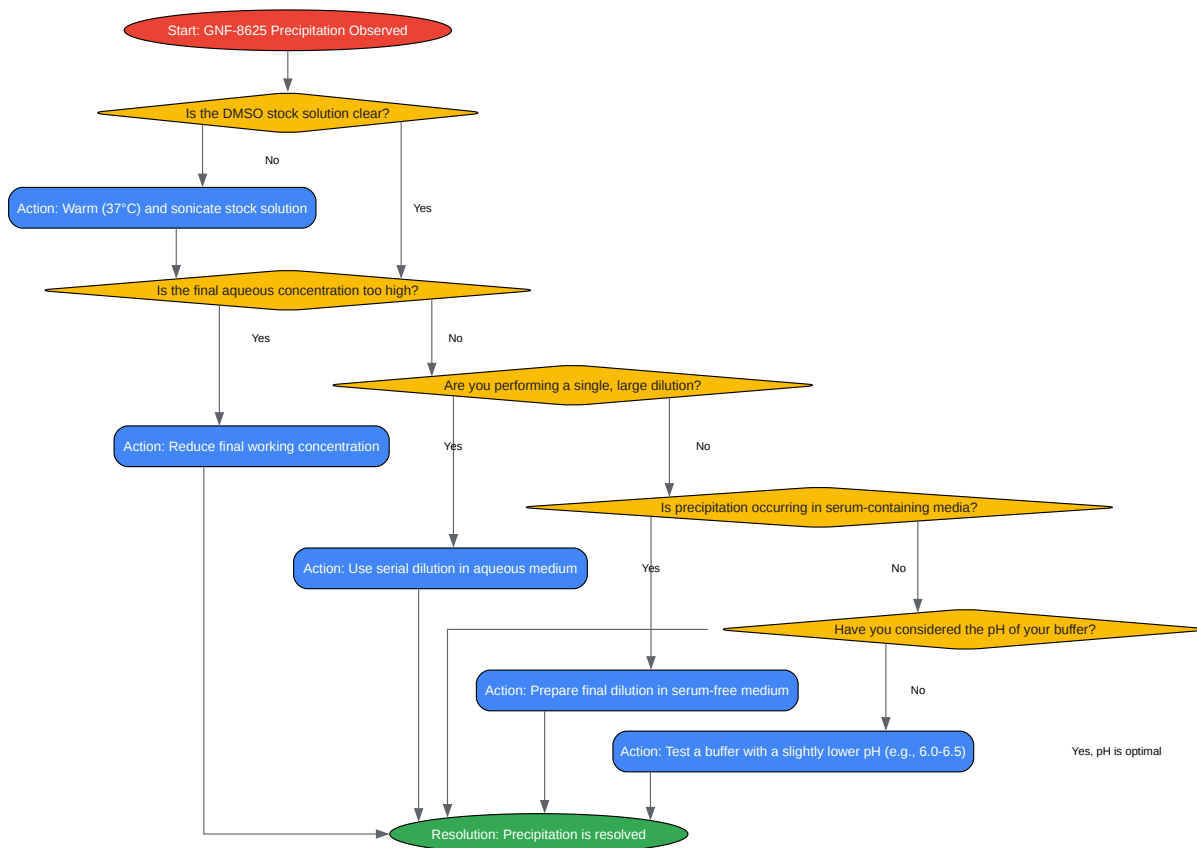 Start: GNF-8625 Precipitation Observed
Is the DMSO stock solution clear?
No
Action: Warm (37°C) and sonicate stock solution
Yes
Is the final aqueous concentration too high?
Yes
No
Are you performing a single, large dilution?
Action: Reduce final working concentration
Yes
No
Is precipitation occurring in serum-containing media?
Action: Use serial dilution in aqueous medium
Yes
No
Have you considered the pH of your buffer?
Action: Prepare final dilution in serum-free medium
No
Action: Test a buffer with a slightly lower pH (e.g., 6.0-6.5)
Yes, pH is optimal
Resolution: Precipitation is resolved